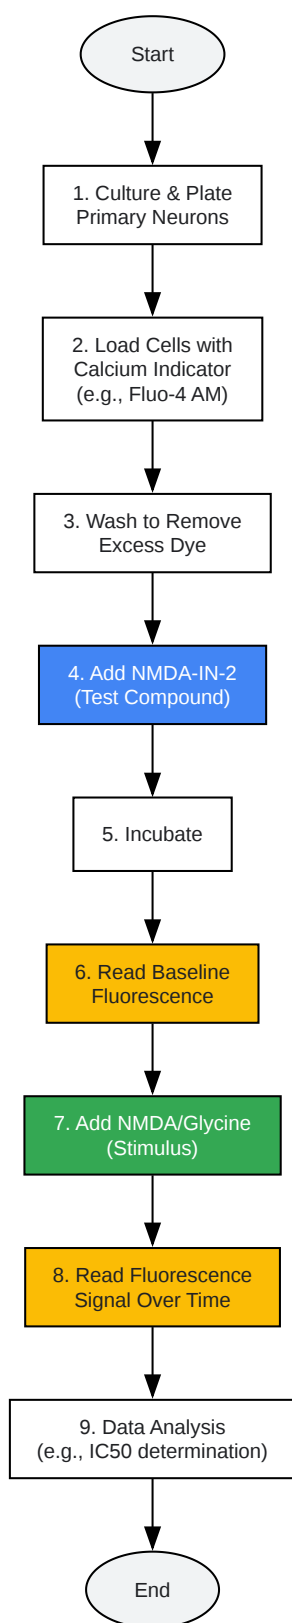 Start
1. Culture & Plate
Primary Neurons
2. Load Cells with
Calcium Indicator
(e.g., Fluo-4 AM)
3. Wash to Remove
Excess Dye
4. Add NMDA-IN-2
(Test Compound)
5. Incubate
6. Read Baseline
Fluorescence
7. Add NMDA/Glycine
(Stimulus)
8. Read Fluorescence
Signal Over Time
9. Data Analysis
(e.g., IC50 determination)
End